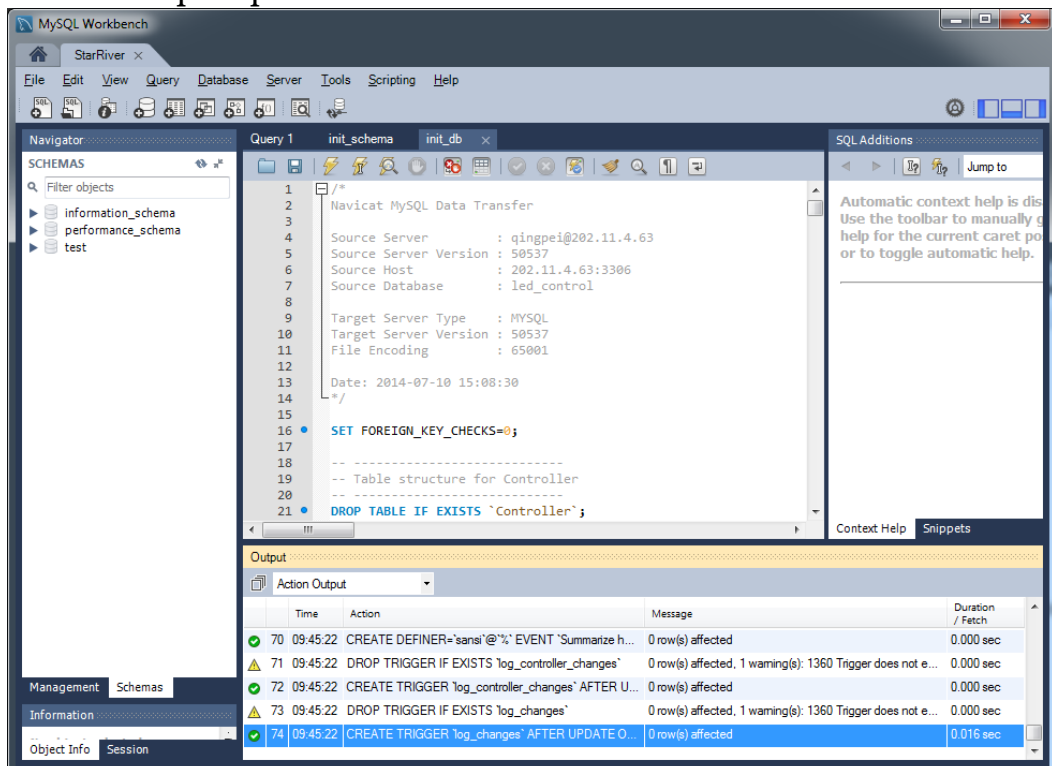 MySQL Workbench
StarRiver
File Edit View Query Database Server Tools Scripting Help
Navigator
SCHEMAS
Filter objects
information_schema
performance_schema
test
Management Schemas
Information
Object Info Session
Query 1 init_schema init_db
1 /*
2 Navicat MySQL Data Transfer
3
4 Source Server : qingpei@202.11.4.63
5 Source Server Version : 50537
6 Source Host : 202.11.4.63:3306
7 Source Database : led_control
8
9 Target Server Type : MYSQL
10 Target Server Version : 50537
11 File Encoding : 65001
12
13 Date: 2014-07-10 15:08:30
14 */
15
16 SET FOREIGN_KEY_CHECKS=0;
17
18 -- ----------------------------
19 -- Table structure for Controller
20 -- ----------------------------
21 DROP TABLE IF EXISTS `Controller`;
SQL Additions
Jump to
Automatic context help is dis
Use the toolbar to manually g
help for the current caret po
or to toggle automatic help.
Context Help Snippets
Output
Action Output
Time Action Message Duration / Fetch
70 09:45:22 CREATE DEFINER=`sansi`@`%` EVENT `Summarize h... 0 row(s) affected 0.000 sec
71 09:45:22 DROP TRIGGER IF EXISTS `log_controller_changes` 0 row(s) affected, 1 warning(s): 1360 Trigger does not e... 0.000 sec
72 09:45:22 CREATE TRIGGER `log_controller_changes` AFTER U... 0 row(s) affected 0.000 sec
73 09:45:22 DROP TRIGGER IF EXISTS `log_changes` 0 row(s) affected, 1 warning(s): 1360 Trigger does not e... 0.000 sec
74 09:45:22 CREATE TRIGGER `log_changes` AFTER UPDATE O... 0 row(s) affected 0.016 sec